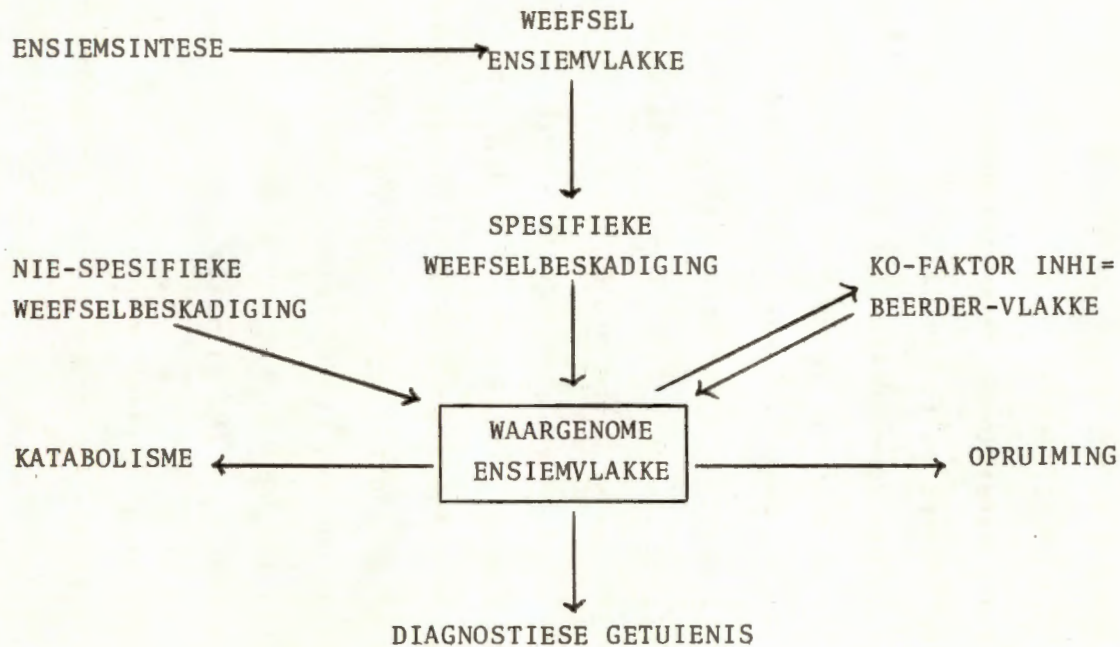 WEEFSEL
ENSIEMSINTESE
ENSIEMVLAKKE
SPESIFIEKE
WEEFSELBESKADIGING
NIE-SPESIFIEKE
WEEFSELBESKADIGING
KO-FAKTOR INHI=
BEERDER-VLAKKE
WAARGENOME
ENSIEMVLAKKE
KATABOLISME
OPRUIMING
DIAGNOSTIESE GETUIENIS